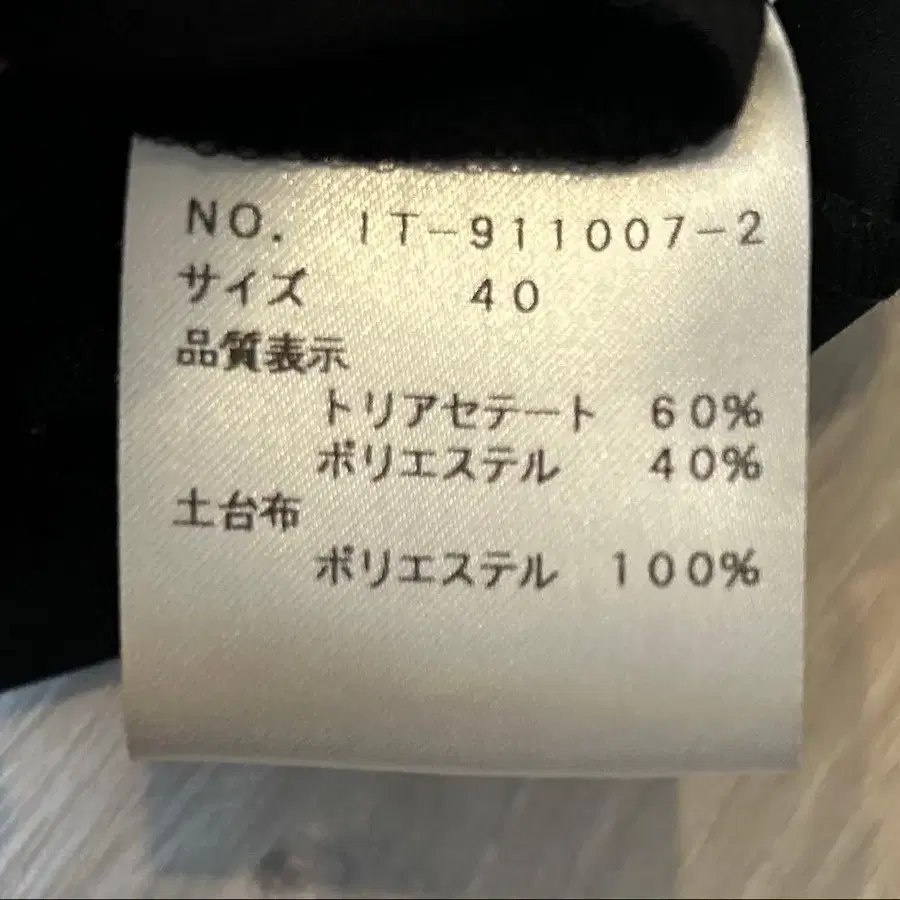 NO. IT-911007-2
サイズ 40
品質表示
トリアセテート 60%
ポリエステル 40%
土台布
ポリエステル 100%